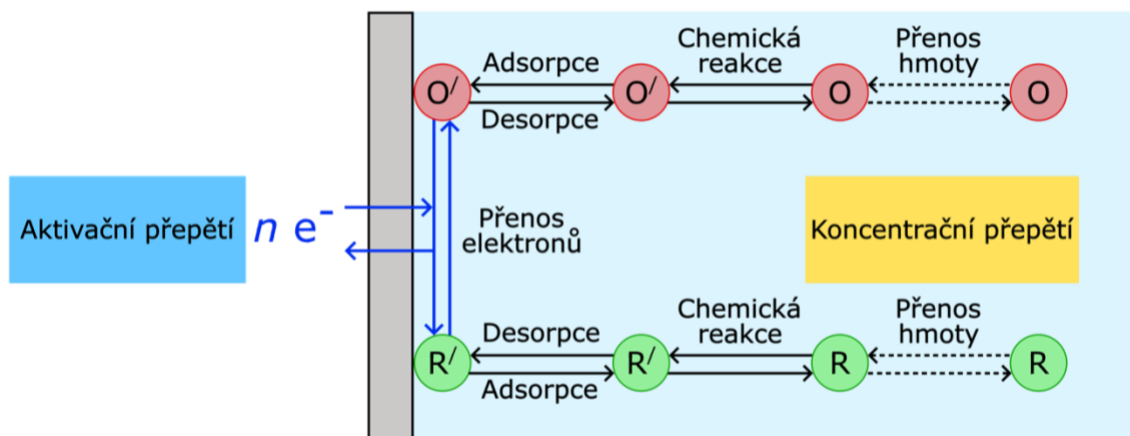 Adsorpce
Chemická
reakce
Přenos
hmoty
O/
O/
O
O
Desorpce
Aktivační přepětí
n e-
Přenos
elektronů
Koncentrační přepětí
Desorpce
Chemická
reakce
Přenos
hmoty
R/
R/
R
R
Adsorpce